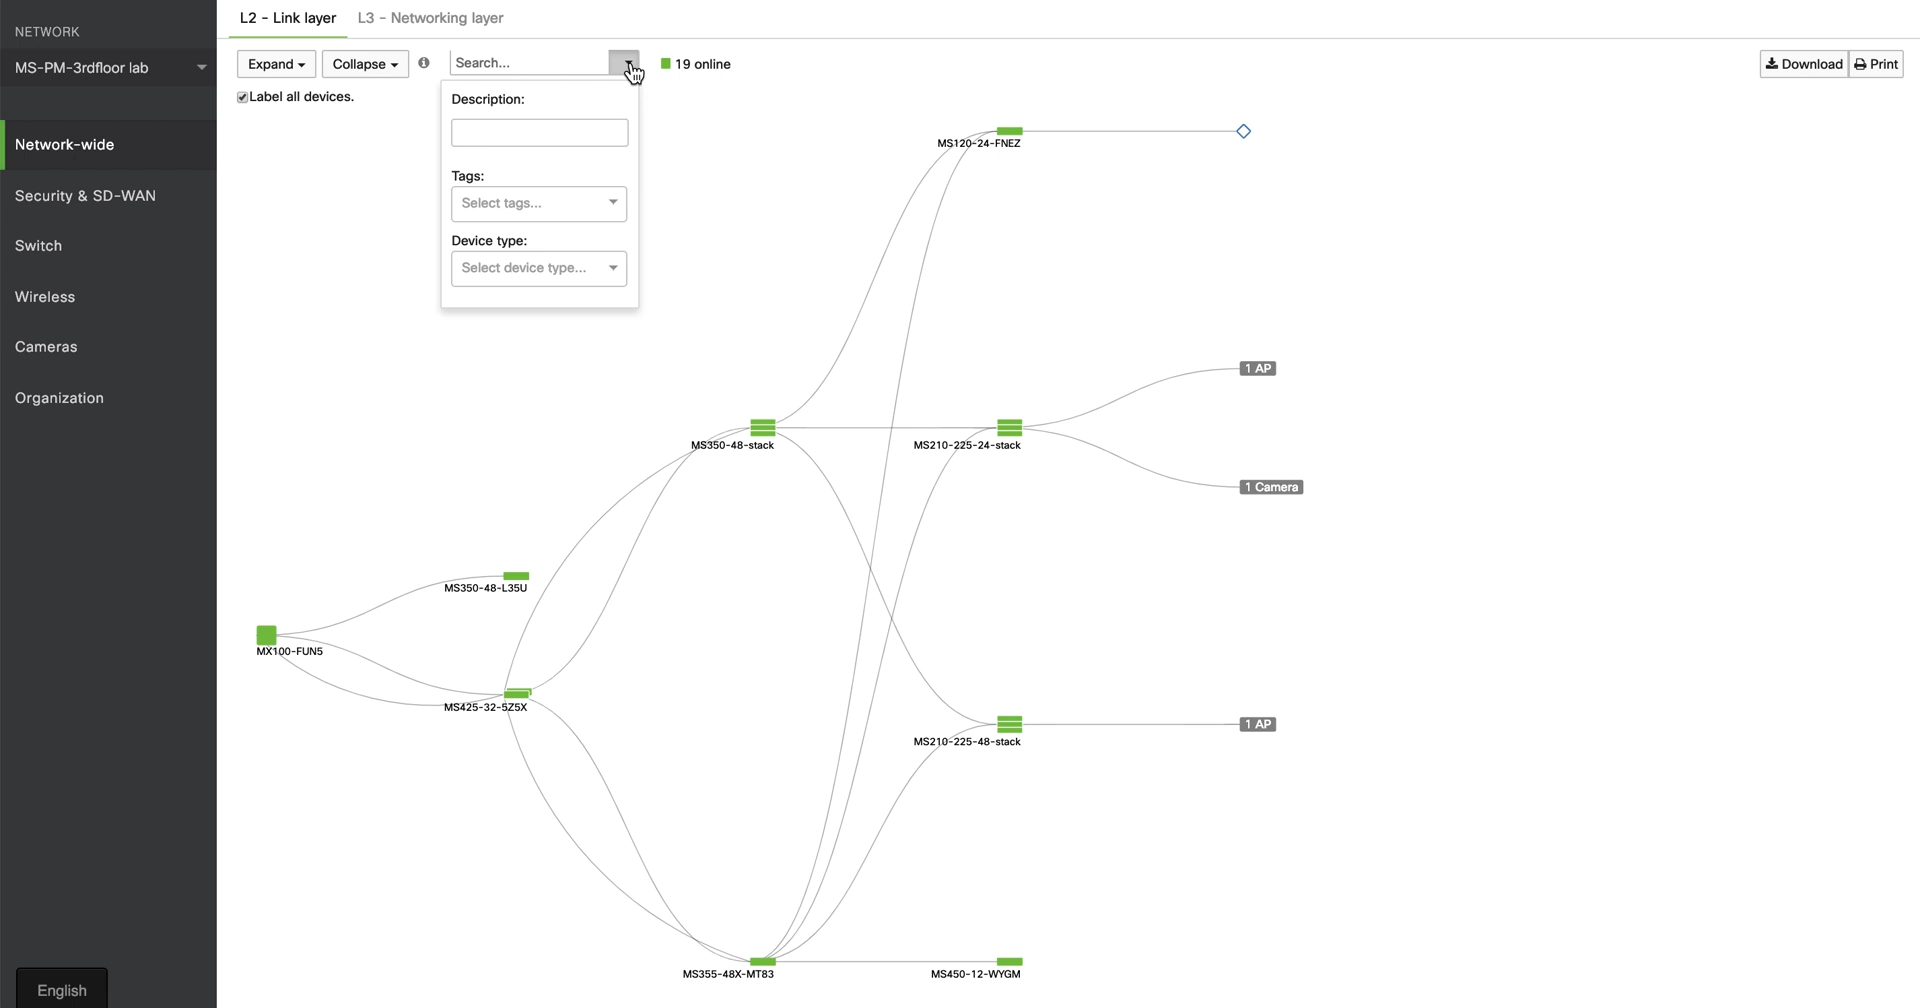 NETWORK
MS-PM-3rdfloor lab
Network-wide
Security & SD-WAN
Switch
Wireless
Cameras
Organization
English
L2 - Link layer
L3 - Networking layer
Expand
Collapse
Search...
19 online
Download
Print
Label all devices.
Description:
Tags:
Select tags...
Device type:
Select device type...
MS120-24-FNEZ
1 AP
MS350-48-stack
MS210-225-24-stack
1 Camera
MS350-48-L35U
MX100-FUN5
MS425-32-5Z5X
1 AP
MS210-225-48-stack
MS355-48X-MT83
MS450-12-WYGM